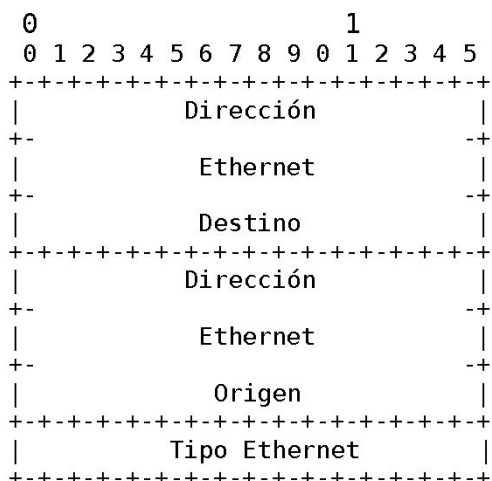 0 1
0 1 2 3 4 5 6 7 8 9 0 1 2 3 4 5
+-+-+-+-+-+-+-+-+-+-+-+-+-+-+-+-+
| Dirección |
+- -+
| Ethernet |
+- -+
| Destino |
+-+-+-+-+-+-+-+-+-+-+-+-+-+-+-+-+
| Dirección |
+- -+
| Ethernet |
+- -+
| Origen |
+-+-+-+-+-+-+-+-+-+-+-+-+-+-+-+-+
| Tipo Ethernet |
+-+-+-+-+-+-+-+-+-+-+-+-+-+-+-+-+